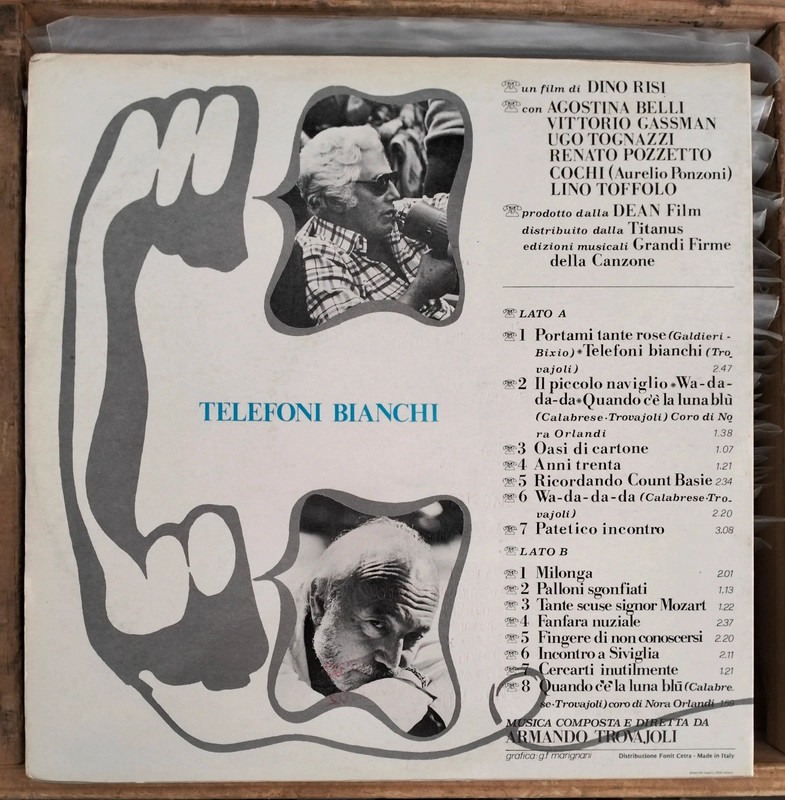 TELEFONI BIANCHI
un film di DINO RISI
con AGOSTINA BELLI
VITTORIO GASSMAN
UGO TOGNAZZI
RENATO POZZETTO
COCHI (Aurelio Ponzoni)
LINO TOFFOLO
prodotto dalla DEAN Film
distribuito dalla Titanus
edizioni musicali Grandi Firme
della Canzone
LATO A
1 Portami tante rose (Galdieri -
Bixio) * Telefoni bianchi (Tro_
vajoli) 2.47
2 Il piccolo naviglio * Wa-da-
da-da * Quando c'è la luna blù
(Calabrese-Trovajoli) Coro di No_
ra Orlandi 1.38
3 Oasi di cartone 1.07
4 Anni trenta 1.21
5 Ricordando Count Basie 2.34
6 Wa-da-da-da (Calabrese-Tro_
vajoli) 2.20
7 Patetico incontro 3.08
LATO B
1 Milonga 2.01
2 Palloni sgonfiati 1.13
3 Tante scuse signor Mozart 1.22
4 Fanfara nuziale 2.37
5 Fingere di non conoscersi 2.20
6 Incontro a Siviglia 2.11
7 Cercarti inutilmente 1.21
8 Quando c'è la luna blù (Calabre_
se-Trovajoli) coro di Nora Orlandi
MUSICA COMPOSTA E DIRETTA DA
ARMANDO TROVAJOLI
grafica: g.f. marignani Distribuzione Fonit Cetra - Made in Italy